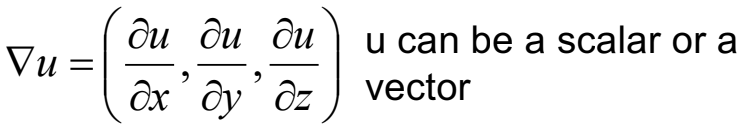 ∇u = (∂u/∂x, ∂u/∂y, ∂u/∂z) u can be a scalar or a
vector